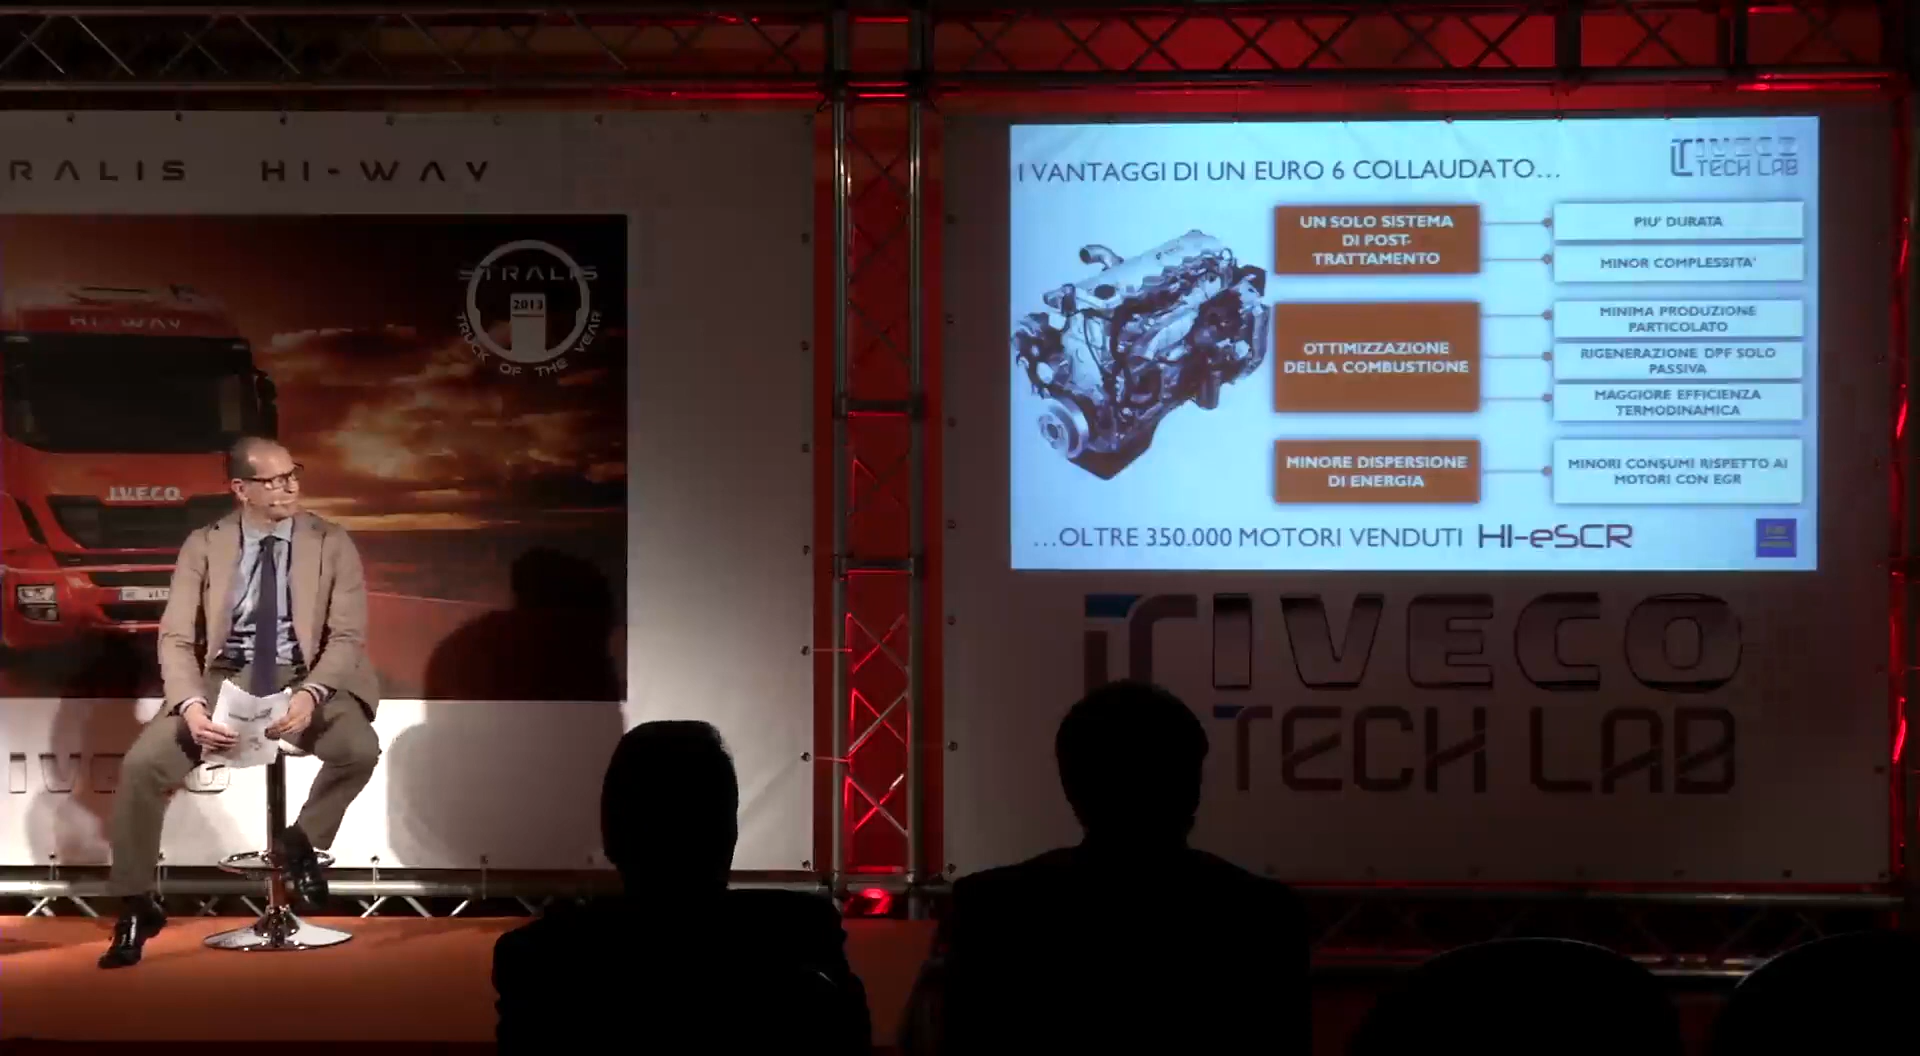 RALIS HI-WAY
HI-WAY
STRALIS
2013
TRUCK OF THE YEAR
IVECO
IVECO
I VANTAGGI DI UN EURO 6 COLLAUDATO...
IVECO
TECH LAB
UN SOLO SISTEMA
DI POST-
TRATTAMENTO
PIU' DURATA
MINOR COMPLESSITA'
OTTIMIZZAZIONE
DELLA COMBUSTIONE
MINIMA PRODUZIONE
PARTICOLATO
RIGENERAZIONE DPF SOLO
PASSIVA
MAGGIORE EFFICIENZA
TERMODINAMICA
MINORE DISPERSIONE
DI ENERGIA
MINORI CONSUMI RISPETTO AI
MOTORI CON EGR
...OLTRE 350.000 MOTORI VENDUTI HI-eSCR
IVECO
TECH LAB